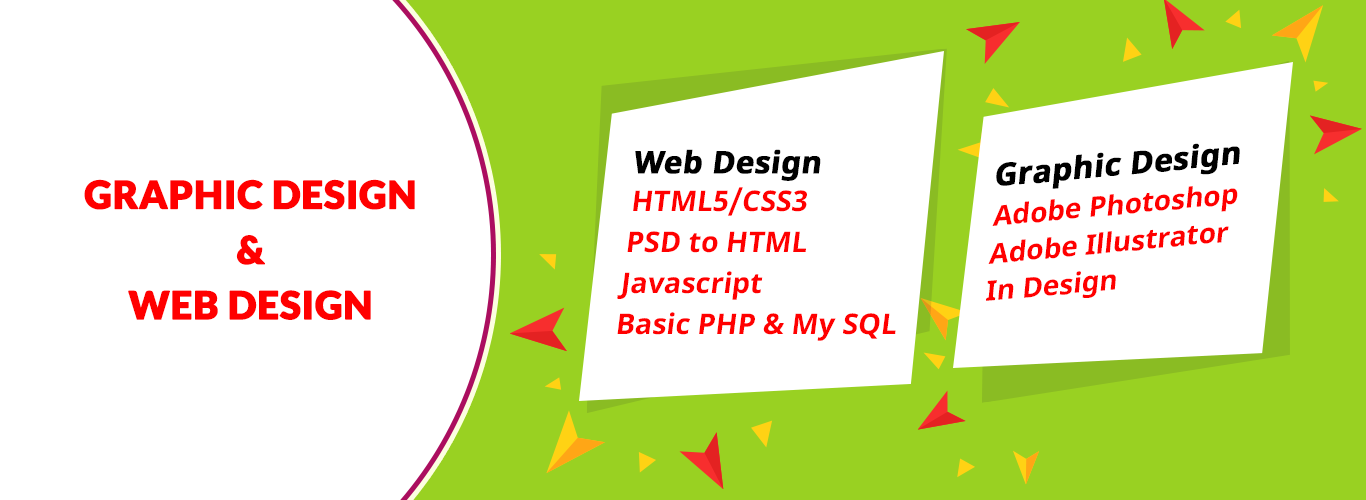 GRAPHIC DESIGN
&
WEB DESIGN
Web Design
HTML5/CSS3
PSD to HTML
Javascript
Basic PHP & My SQL
Graphic Design
Adobe Photoshop
Adobe Illustrator
In Design